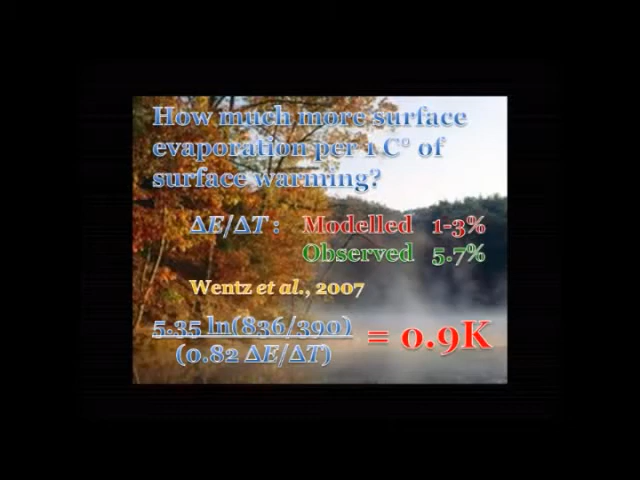 How much more surface
evaporation per 1 C° of
surface warming?
ΔE/ΔT : Modelled 1-3%
Observed 5.7%
Wentz et al., 2007
5.35 ln(836/390)
(0.82 ΔE/ΔT)
= 0.9K